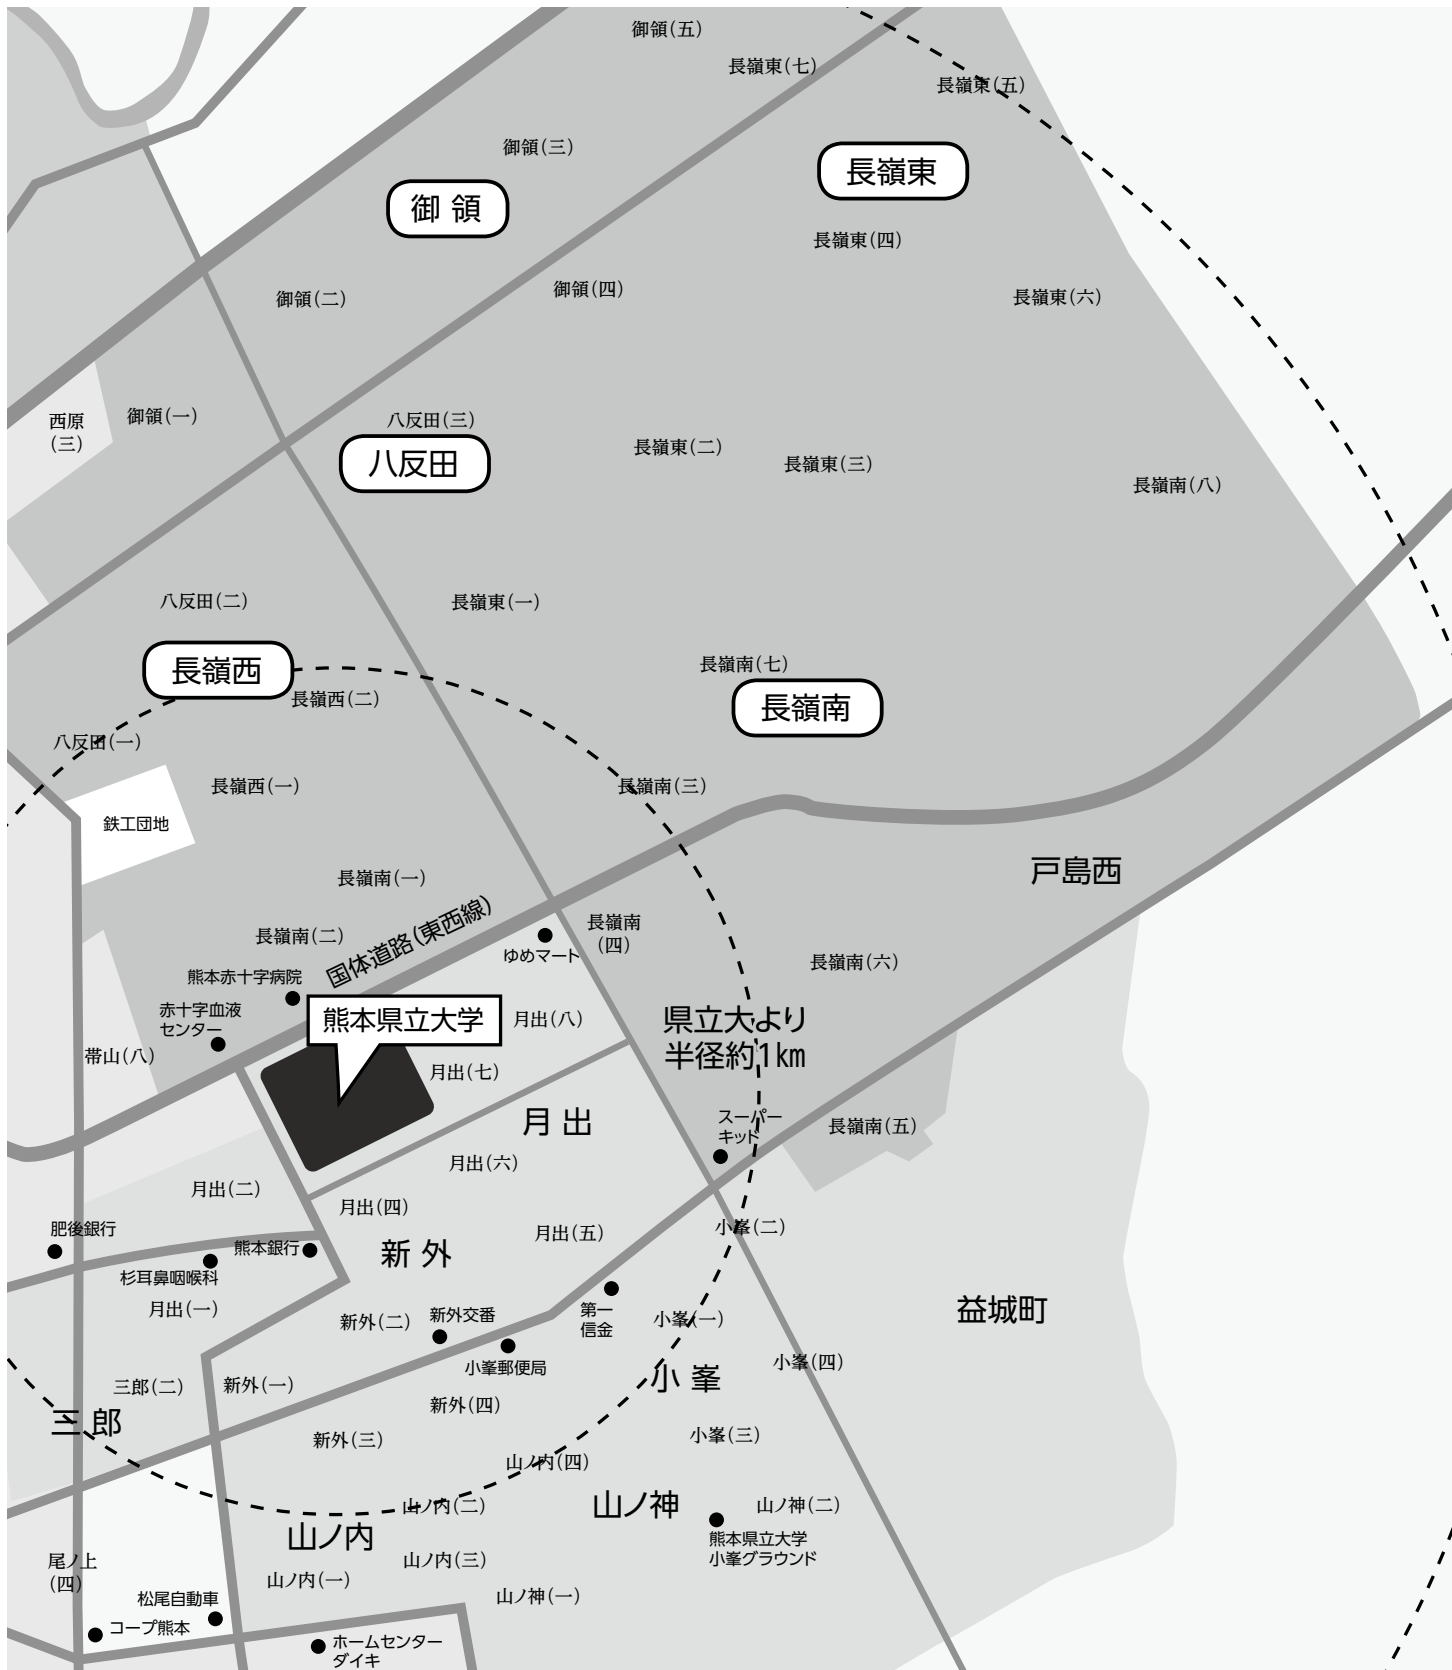 御領(五)
長嶺東(七)
長嶺東(五)
御領(三)
長嶺東
御 領
長嶺東(四)
御領(二)
御領(四)
長嶺東(六)
西原
(三)
御領(一)
八反田(三)
八反田
長嶺東(二)
長嶺東(三)
長嶺南(八)
八反田(二)
長嶺東(一)
長嶺西
長嶺西(二)
長嶺南(七)
長嶺南
八反田(一)
長嶺西(一)
長嶺南(三)
鉄工団地
戸島西
長嶺南(一)
長嶺南(二)
国体道路(東西線)
長嶺南
(四)
ゆめマート
長嶺南(六)
熊本赤十字病院
赤十字血液
センター
熊本県立大学
月出(八)
県立大より
半径約1km
帯山(八)
月出(七)
月 出
スーパー
キッド
長嶺南(五)
月出(六)
月出(二)
月出(四)
肥後銀行
熊本銀行
杉耳鼻咽喉科
新 外
月出(五)
小峯(二)
月出(一)
新外(二)
新外交番
第一
信金
小峯(一)
益城町
小峯郵便局
小 峯
小峯(四)
三郎(二)
新外(一)
三 郎
新外(四)
新外(三)
小峯(三)
山ノ内(四)
山ノ内(二)
山ノ神
山ノ神(二)
山ノ内
熊本県立大学
小峯グラウンド
尾ノ上
(四)
山ノ内(三)
山ノ内(一)
山ノ神(一)
松尾自動車
コープ熊本
ホームセンター
ダイキ